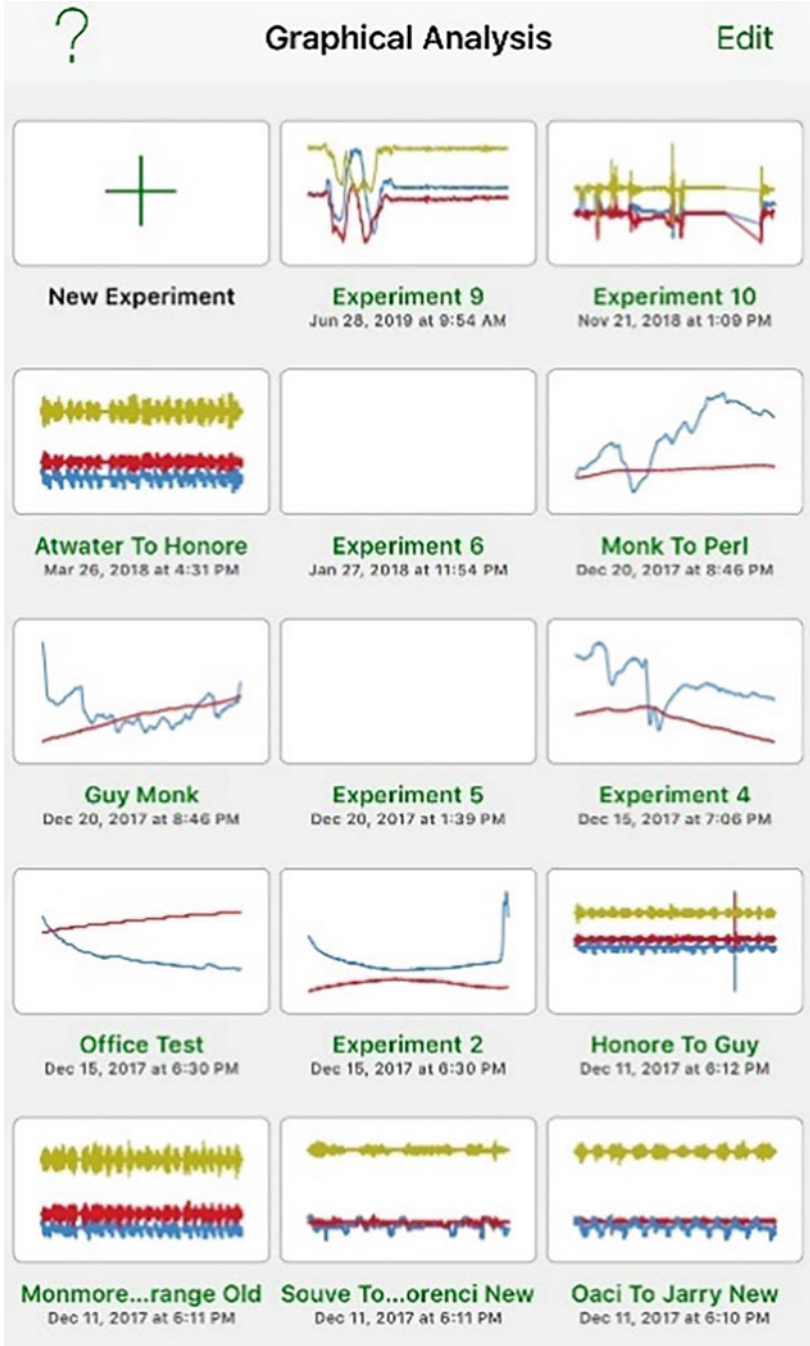 ? Graphical Analysis Edit
New Experiment
Experiment 9
Jun 28, 2019 at 9:54 AM
Experiment 10
Nov 21, 2018 at 1:09 PM
Atwater To Honore
Mar 26, 2018 at 4:31 PM
Experiment 6
Jan 27, 2018 at 11:54 PM
Monk To Perl
Dec 20, 2017 at 8:46 PM
Guy Monk
Dec 20, 2017 at 8:46 PM
Experiment 5
Dec 20, 2017 at 1:39 PM
Experiment 4
Dec 15, 2017 at 7:06 PM
Office Test
Dec 15, 2017 at 6:30 PM
Experiment 2
Dec 15, 2017 at 6:30 PM
Honore To Guy
Dec 11, 2017 at 6:12 PM
Monmore...range Old
Dec 11, 2017 at 6:11 PM
Souve To...orenci New
Dec 11, 2017 at 6:11 PM
Oaci To Jarry New
Dec 11, 2017 at 6:10 PM